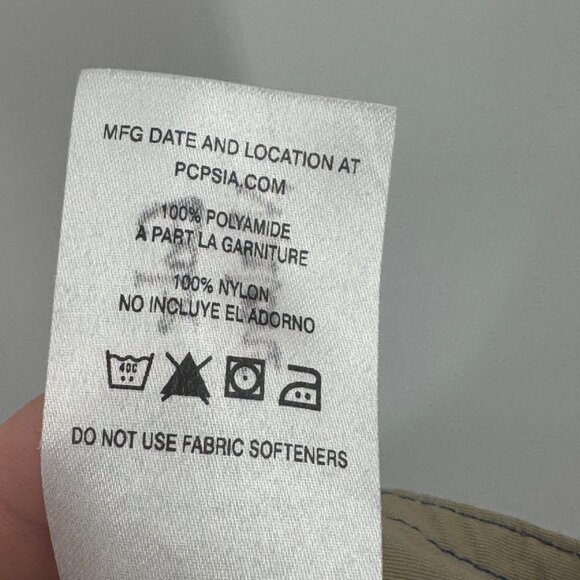 MFG DATE AND LOCATION AT
PCPSIA.COM
100% POLYAMIDE
À PART LA GARNITURE
100% NYLON
NO INCLUYE EL ADORNO
40C
DO NOT USE FABRIC SOFTENERS